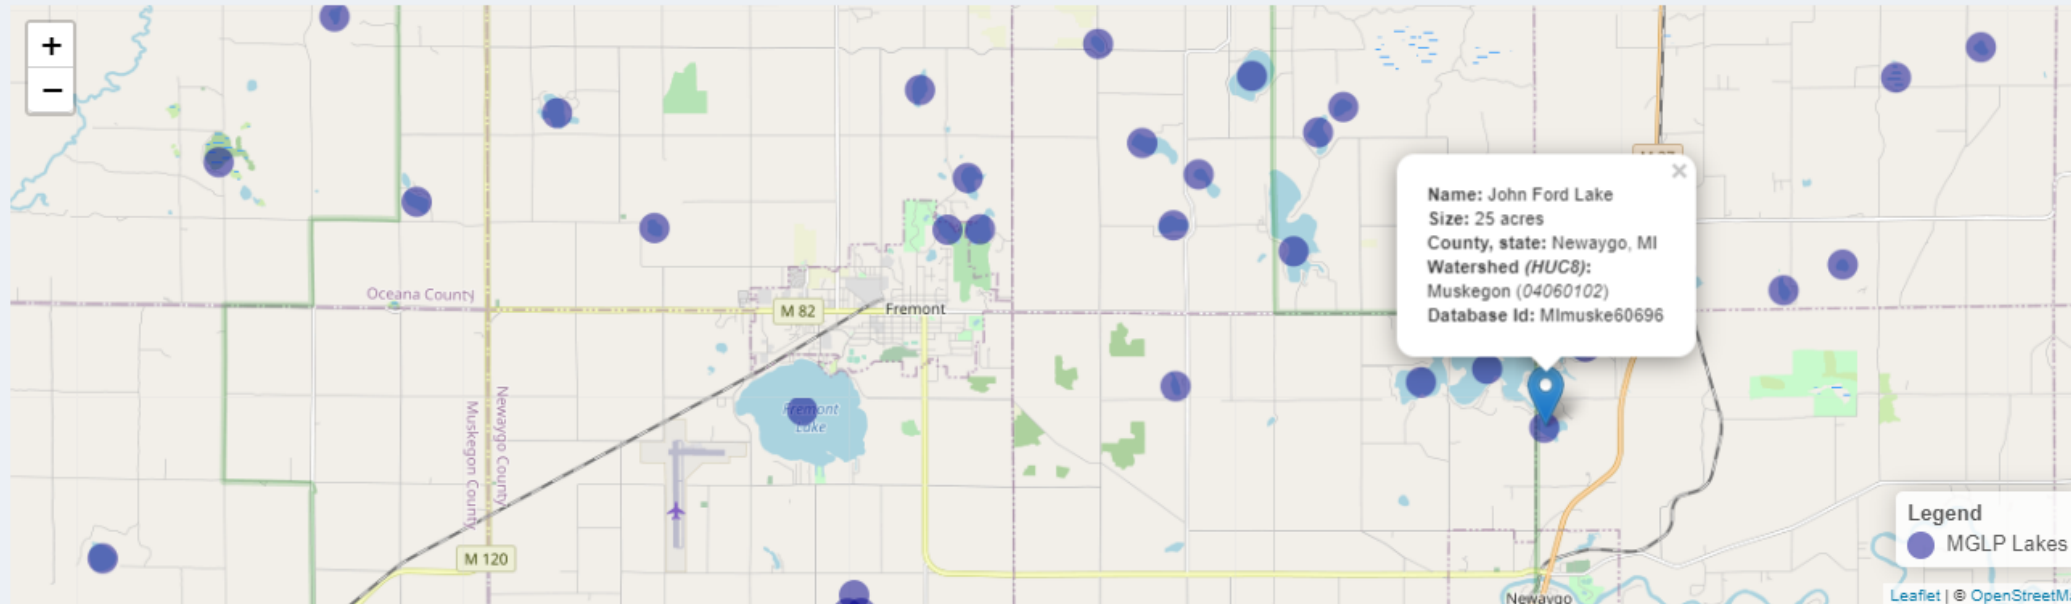 +
−
M 37
×
Name: John Ford Lake
Size: 25 acres
County, state: Newaygo, MI
Watershed (HUC8):
Muskegon (04060102)
Database Id: MImuske60696
Oceana County
M 82
Fremont
Newaygo County
Muskegon County
Fremont
Lake
M 120
Legend
MGLP Lakes
Newaygo
Leaflet | © OpenStreetM